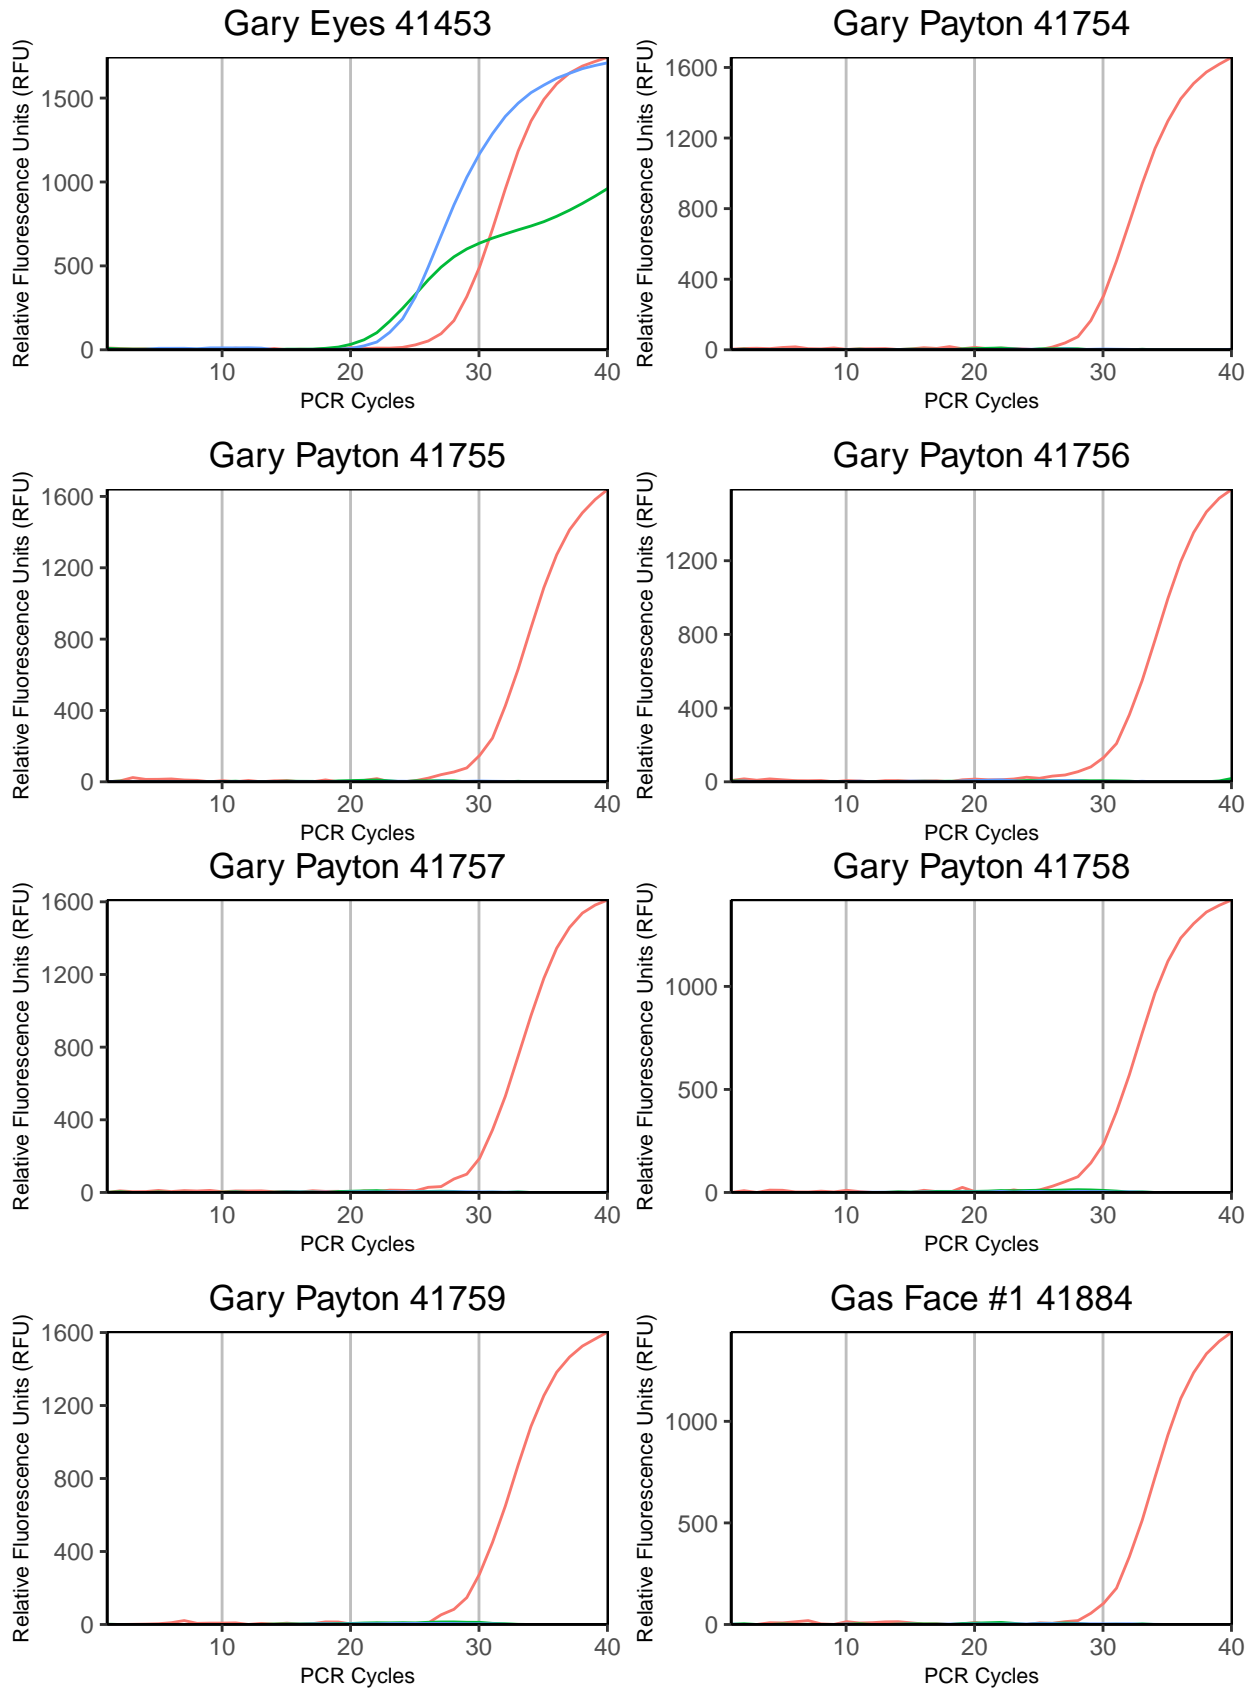 Gary Eyes 41453
Relative Fluorescence Units (RFU)
1500
1000
500
0
10
20
30
40
PCR Cycles
Gary Payton 41754
Relative Fluorescence Units (RFU)
1600
1200
800
400
0
10
20
30
40
PCR Cycles
Gary Payton 41755
Relative Fluorescence Units (RFU)
1600
1200
800
400
0
10
20
30
40
PCR Cycles
Gary Payton 41756
Relative Fluorescence Units (RFU)
1200
800
400
0
10
20
30
40
PCR Cycles
Gary Payton 41757
Relative Fluorescence Units (RFU)
1600
1200
800
400
0
10
20
30
40
PCR Cycles
Gary Payton 41758
Relative Fluorescence Units (RFU)
1000
500
0
10
20
30
40
PCR Cycles
Gary Payton 41759
Relative Fluorescence Units (RFU)
1600
1200
800
400
0
10
20
30
40
PCR Cycles
Gas Face #1 41884
Relative Fluorescence Units (RFU)
1000
500
0
10
20
30
40
PCR Cycles